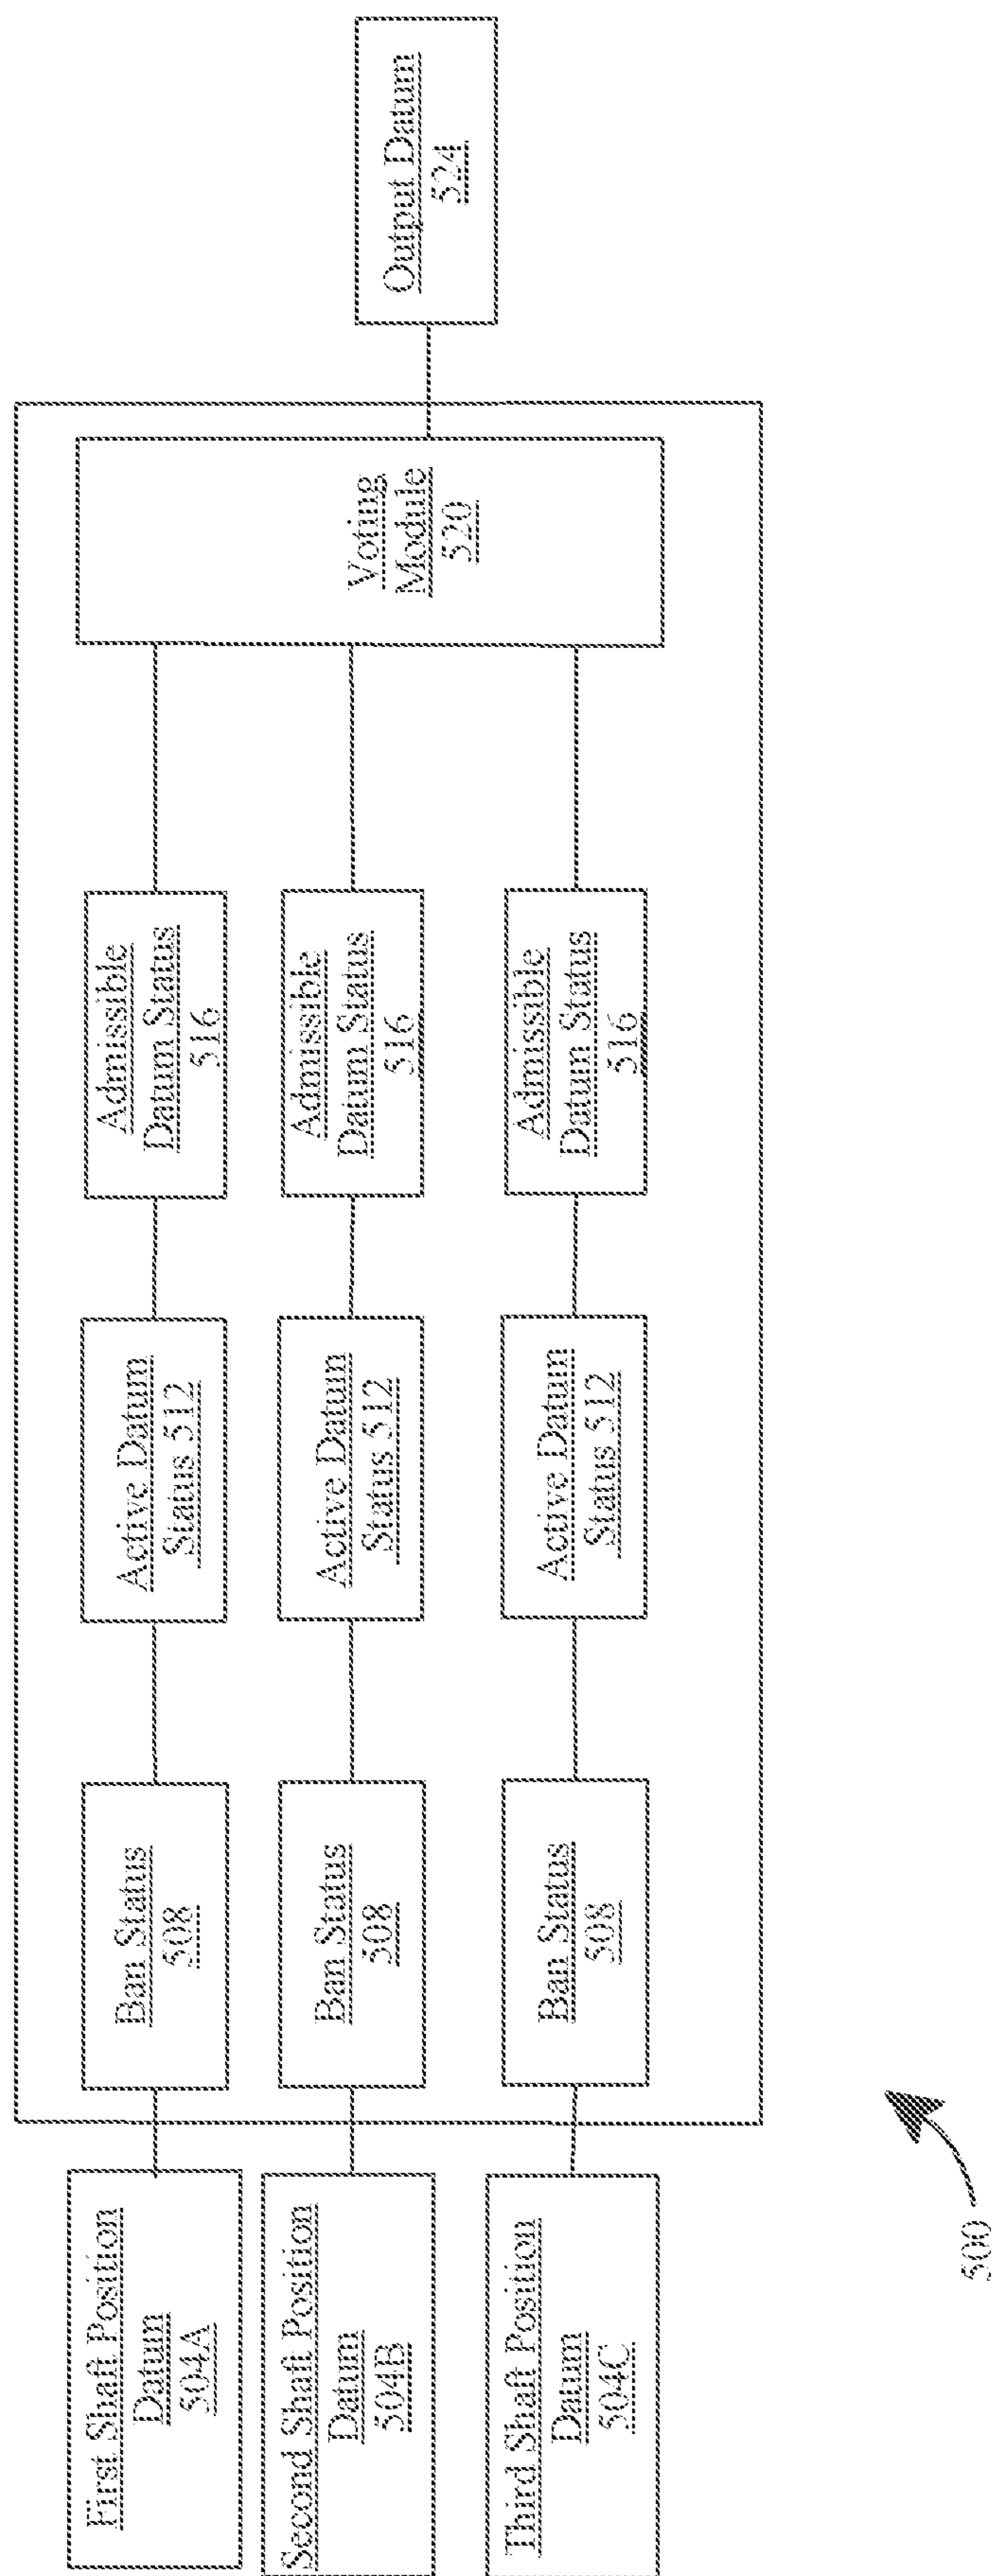 First Shaft Position
Datum
504A
Ban Status
508
Active Datum
Status 512
Admissible
Datum Status
516
Second Shaft Position
Datum
504B
Ban Status
508
Active Datum
Status 512
Admissible
Datum Status
516
Third Shaft Position
Datum
504C
Ban Status
508
Active Datum
Status 512
Admissible
Datum Status
516
Voting
Module
520
Output Datum
524
500